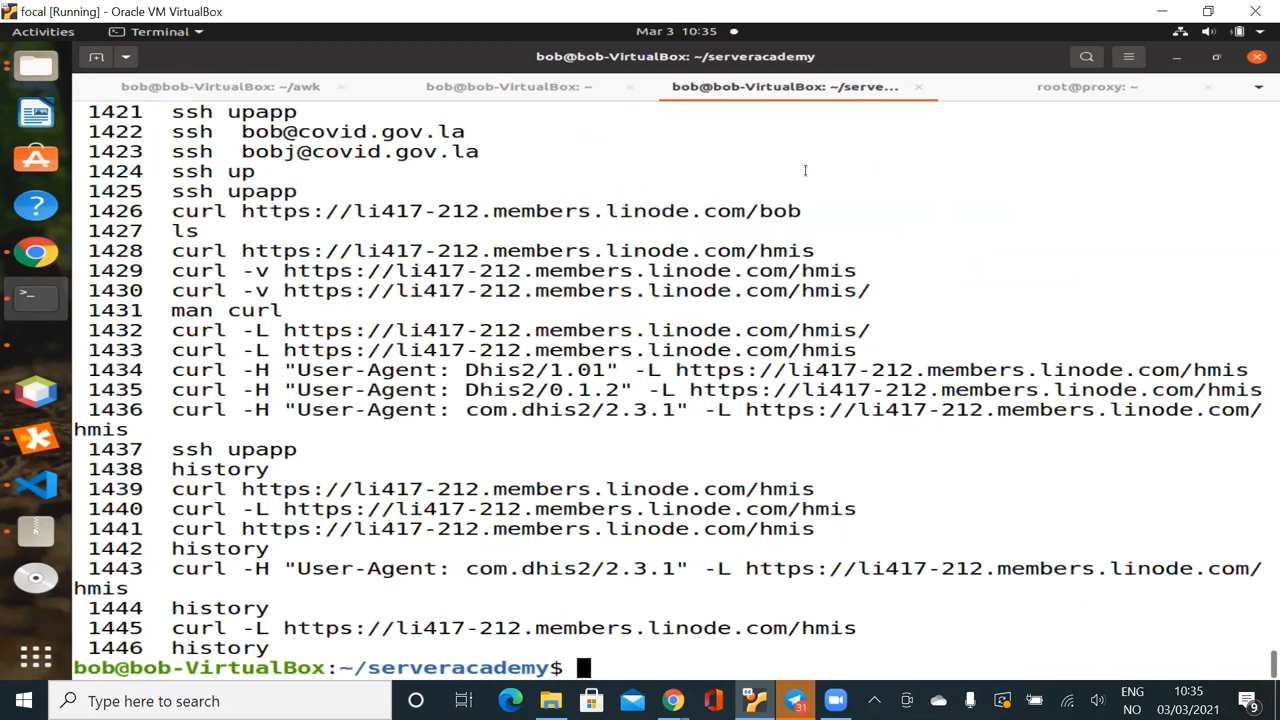 focal [Running] - Oracle VM VirtualBox
Activities Terminal Mar 3 10:35
bob@bob-VirtualBox: ~/serveracademy
bob@bob-VirtualBox: ~/awk bob@bob-VirtualBox: ~ bob@bob-VirtualBox: ~/serve... root@proxy: ~
1421 ssh upapp
1422 ssh bob@covid.gov.la
1423 ssh bobj@covid.gov.la
1424 ssh up
1425 ssh upapp
1426 curl https://li417-212.members.linode.com/bob
1427 ls
1428 curl https://li417-212.members.linode.com/hmis
1429 curl -v https://li417-212.members.linode.com/hmis
1430 curl -v https://li417-212.members.linode.com/hmis/
1431 man curl
1432 curl -L https://li417-212.members.linode.com/hmis/
1433 curl -L https://li417-212.members.linode.com/hmis
1434 curl -H "User-Agent: Dhis2/1.01" -L https://li417-212.members.linode.com/hmis
1435 curl -H "User-Agent: Dhis2/0.1.2" -L https://li417-212.members.linode.com/hmis
1436 curl -H "User-Agent: com.dhis2/2.3.1" -L https://li417-212.members.linode.com/
hmis
1437 ssh upapp
1438 history
1439 curl https://li417-212.members.linode.com/hmis
1440 curl -L https://li417-212.members.linode.com/hmis
1441 curl https://li417-212.members.linode.com/hmis
1442 history
1443 curl -H "User-Agent: com.dhis2/2.3.1" -L https://li417-212.members.linode.com/
hmis
1444 history
1445 curl -L https://li417-212.members.linode.com/hmis
1446 history
bob@bob-VirtualBox:~/serveracademy$
Type here to search
31
ENG
NO
10:35
03/03/2021
9